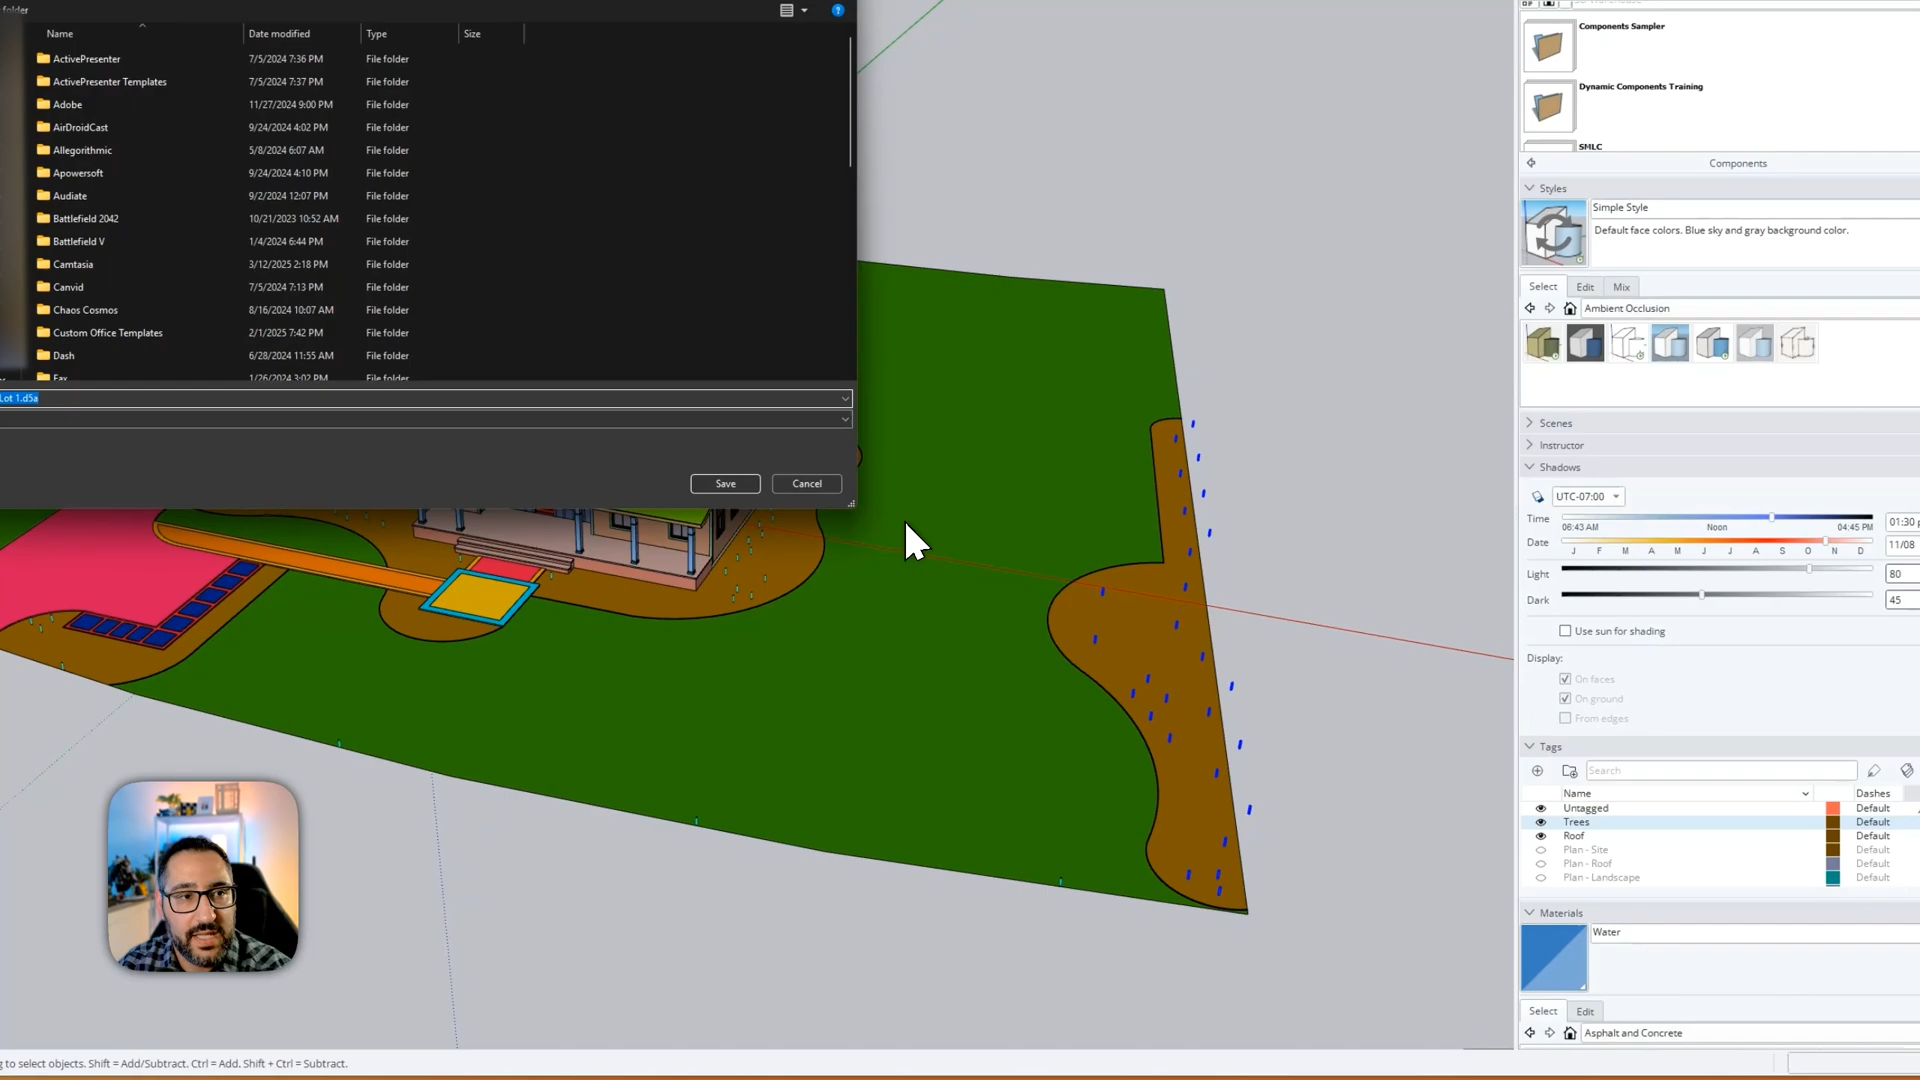 folder
Name Date modified Type Size
ActivePresenter 7/5/2024 7:36 PM File folder
ActivePresenter Templates 7/5/2024 7:37 PM File folder
Adobe 11/27/2024 9:00 PM File folder
AirDroidCast 9/24/2024 4:02 PM File folder
Allegorithmic 5/8/2024 6:07 AM File folder
Apowersoft 9/24/2024 4:10 PM File folder
Audiate 9/2/2024 12:07 PM File folder
Battlefield 2042 10/21/2023 10:52 AM File folder
Battlefield V 1/4/2024 6:44 PM File folder
Camtasia 3/12/2025 2:18 PM File folder
Canvid 7/5/2024 7:13 PM File folder
Chaos Cosmos 8/16/2024 10:07 AM File folder
Custom Office Templates 2/1/2025 7:42 PM File folder
Dash 6/28/2024 11:55 AM File folder
Fax 1/26/2024 3:02 PM File folder
Lot 1.d5a
Save Cancel
Components Sampler
Dynamic Components Training
SMLC
Components
Styles
Simple Style
Default face colors. Blue sky and gray background color.
Select Edit Mix
Ambient Occlusion
Scenes
Instructor
Shadows
UTC-07:00
Time 01:30 p
06:43 AM Noon 04:45 PM
Date 11/08
J F M A M J J A S O N D
Light 80
Dark 45
Use sun for shading
Display:
On faces
On ground
From edges
Tags
Search
Name Dashes
Untagged Default
Trees Default
Roof Default
Plan - Site Default
Plan - Roof Default
Plan - Landscape Default
Materials
Water
Select Edit
Asphalt and Concrete
g to select objects. Shift = Add/Subtract. Ctrl = Add. Shift + Ctrl = Subtract.